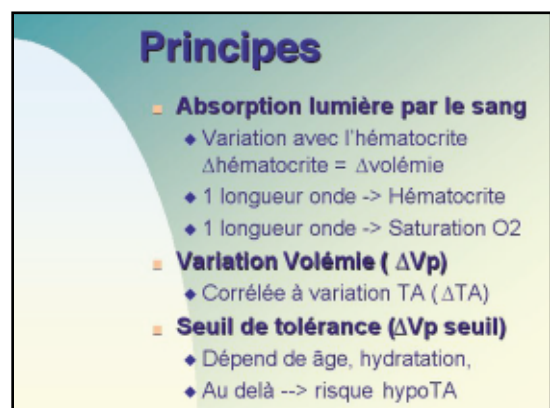 Principes
Absorption lumière par le sang
Variation avec l'hématocrite
Δhématocrite = Δvolémie
1 longueur onde -> Hématocrite
1 longueur onde -> Saturation O2
Variation Volémie ( ΔVp)
Corrélée à variation TA ( ΔTA)
Seuil de tolérance (ΔVp seuil)
Dépend de âge, hydratation,
Au delà --> risque hypoTA